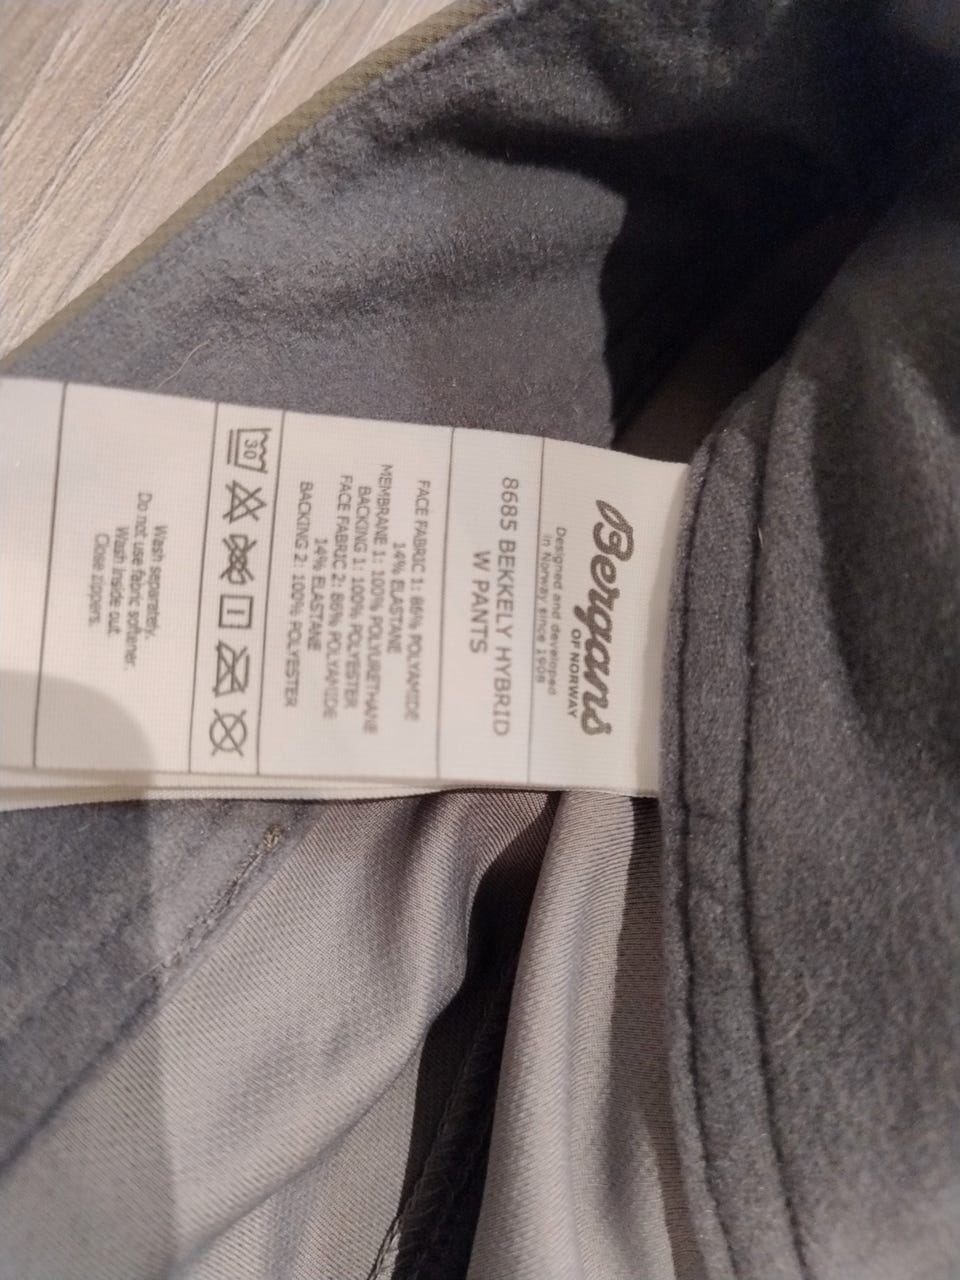 Bergans
OF NORWAY
Designed and developed
in Norway since 1908
8685 BEKKELY HYBRID
W PANTS
FACE FABRIC 1: 86% POLYAMIDE
14% ELASTANE
MEMBRANE 1: 100% POLYURETHANE
BACKING 1: 100% POLYESTER
FACE FABRIC 2: 86% POLYAMIDE
14% ELASTANE
BACKING 2: 100% POLYESTER
30
Wash separately.
Do not use fabric softener.
Wash inside out.
Close zippers.